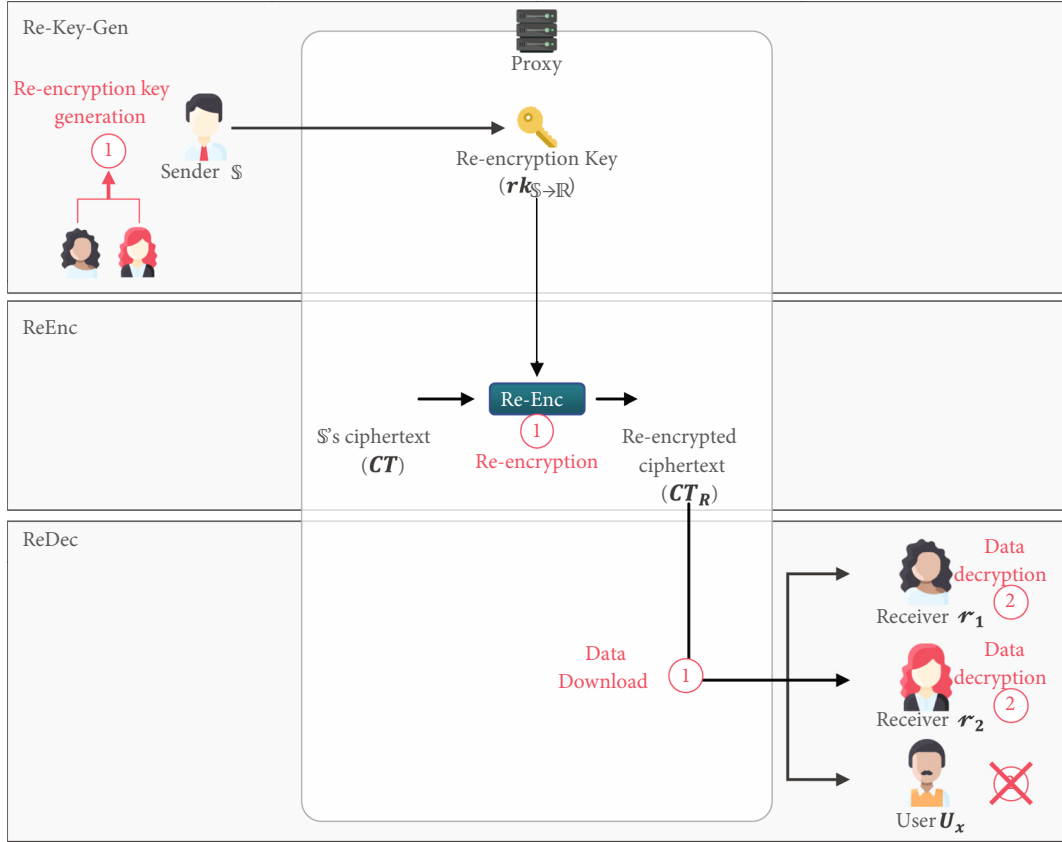 Re-Key-Gen
Proxy
Re-encryption key
generation
1
Sender 𝕊
Re-encryption Key
(rk𝕊→ℝ)
ReEnc
Re-Enc
1
Re-encryption
𝕊's ciphertext
(CT)
Re-encrypted
ciphertext
(CT_R)
ReDec
Data
Download
1
Data
decryption
2
Receiver r₁
Data
decryption
2
Receiver r₂
2
User Uₓ